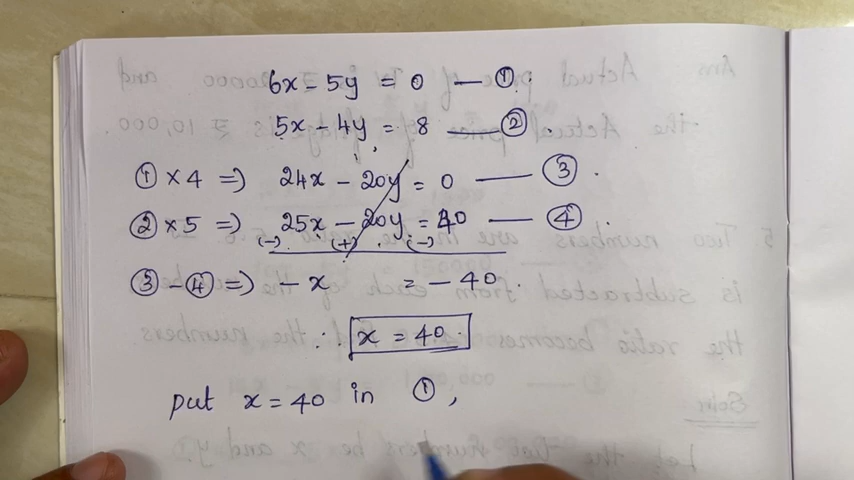 6x - 5y = 0 — ①.
5x - 4y = 8 — ② .
① × 4 => 24x - 20y = 0 — ③ .
② × 5 => 25x - 20y = 40 — ④ .
(-) (+) (-)
③ - ④ => - x = - 40.
∴ x = 40.
put x = 40 in ① ,